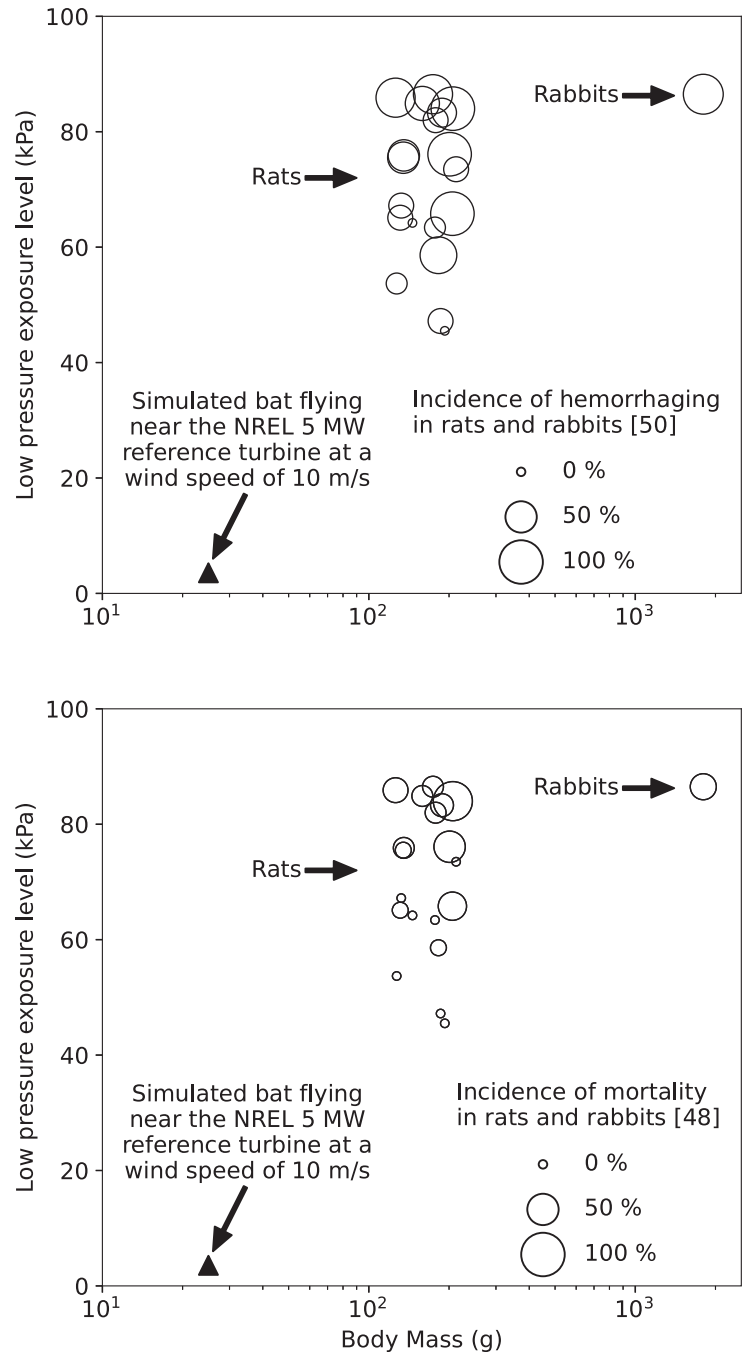 100
80
60
40
20
0
Low pressure exposure level (kPa)
Rabbits
Rats
Simulated bat flying
near the NREL 5 MW
reference turbine at a
wind speed of 10 m/s
Incidence of hemorrhaging
in rats and rabbits [50]
0 %
50 %
100 %
10¹
10²
10³
100
80
60
40
20
0
Low pressure exposure level (kPa)
Rabbits
Rats
Simulated bat flying
near the NREL 5 MW
reference turbine at a
wind speed of 10 m/s
Incidence of mortality
in rats and rabbits [48]
0 %
50 %
100 %
10¹
10²
10³
Body Mass (g)